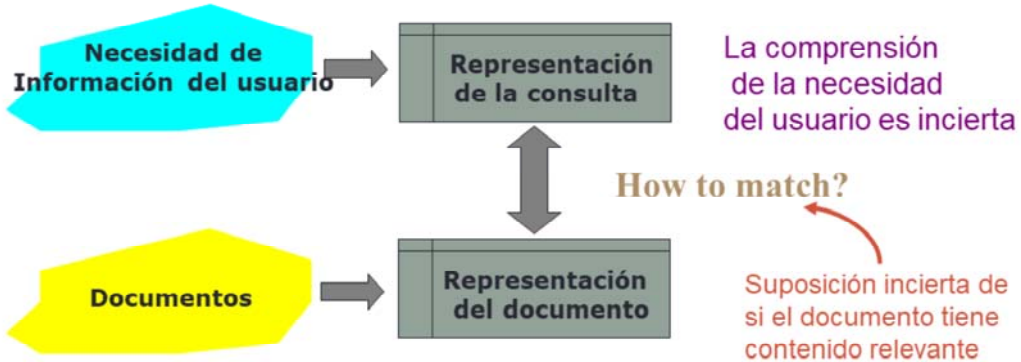 Necesidad de
Información del usuario
Representación
de la consulta
La comprensión
de la necesidad
del usuario es incierta
How to match?
Documentos
Representación
del documento
Suposición incierta de
si el documento tiene
contenido relevante